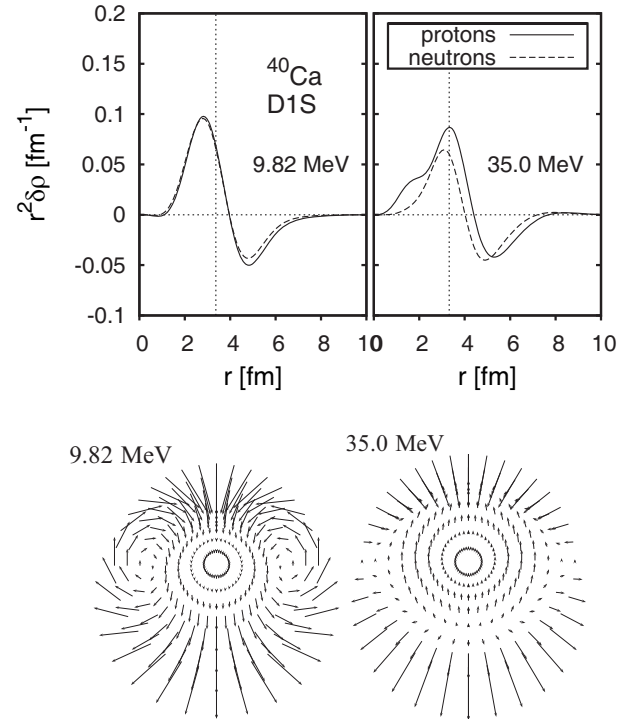 0.2
0.15
0.1
0.05
0
-0.05
-0.1
r²δρ [fm⁻¹]
⁴⁰Ca
D1S
9.82 MeV
protons
neutrons
35.0 MeV
0 2 4 6 8 10
0 2 4 6 8 10
r [fm]
r [fm]
9.82 MeV
35.0 MeV